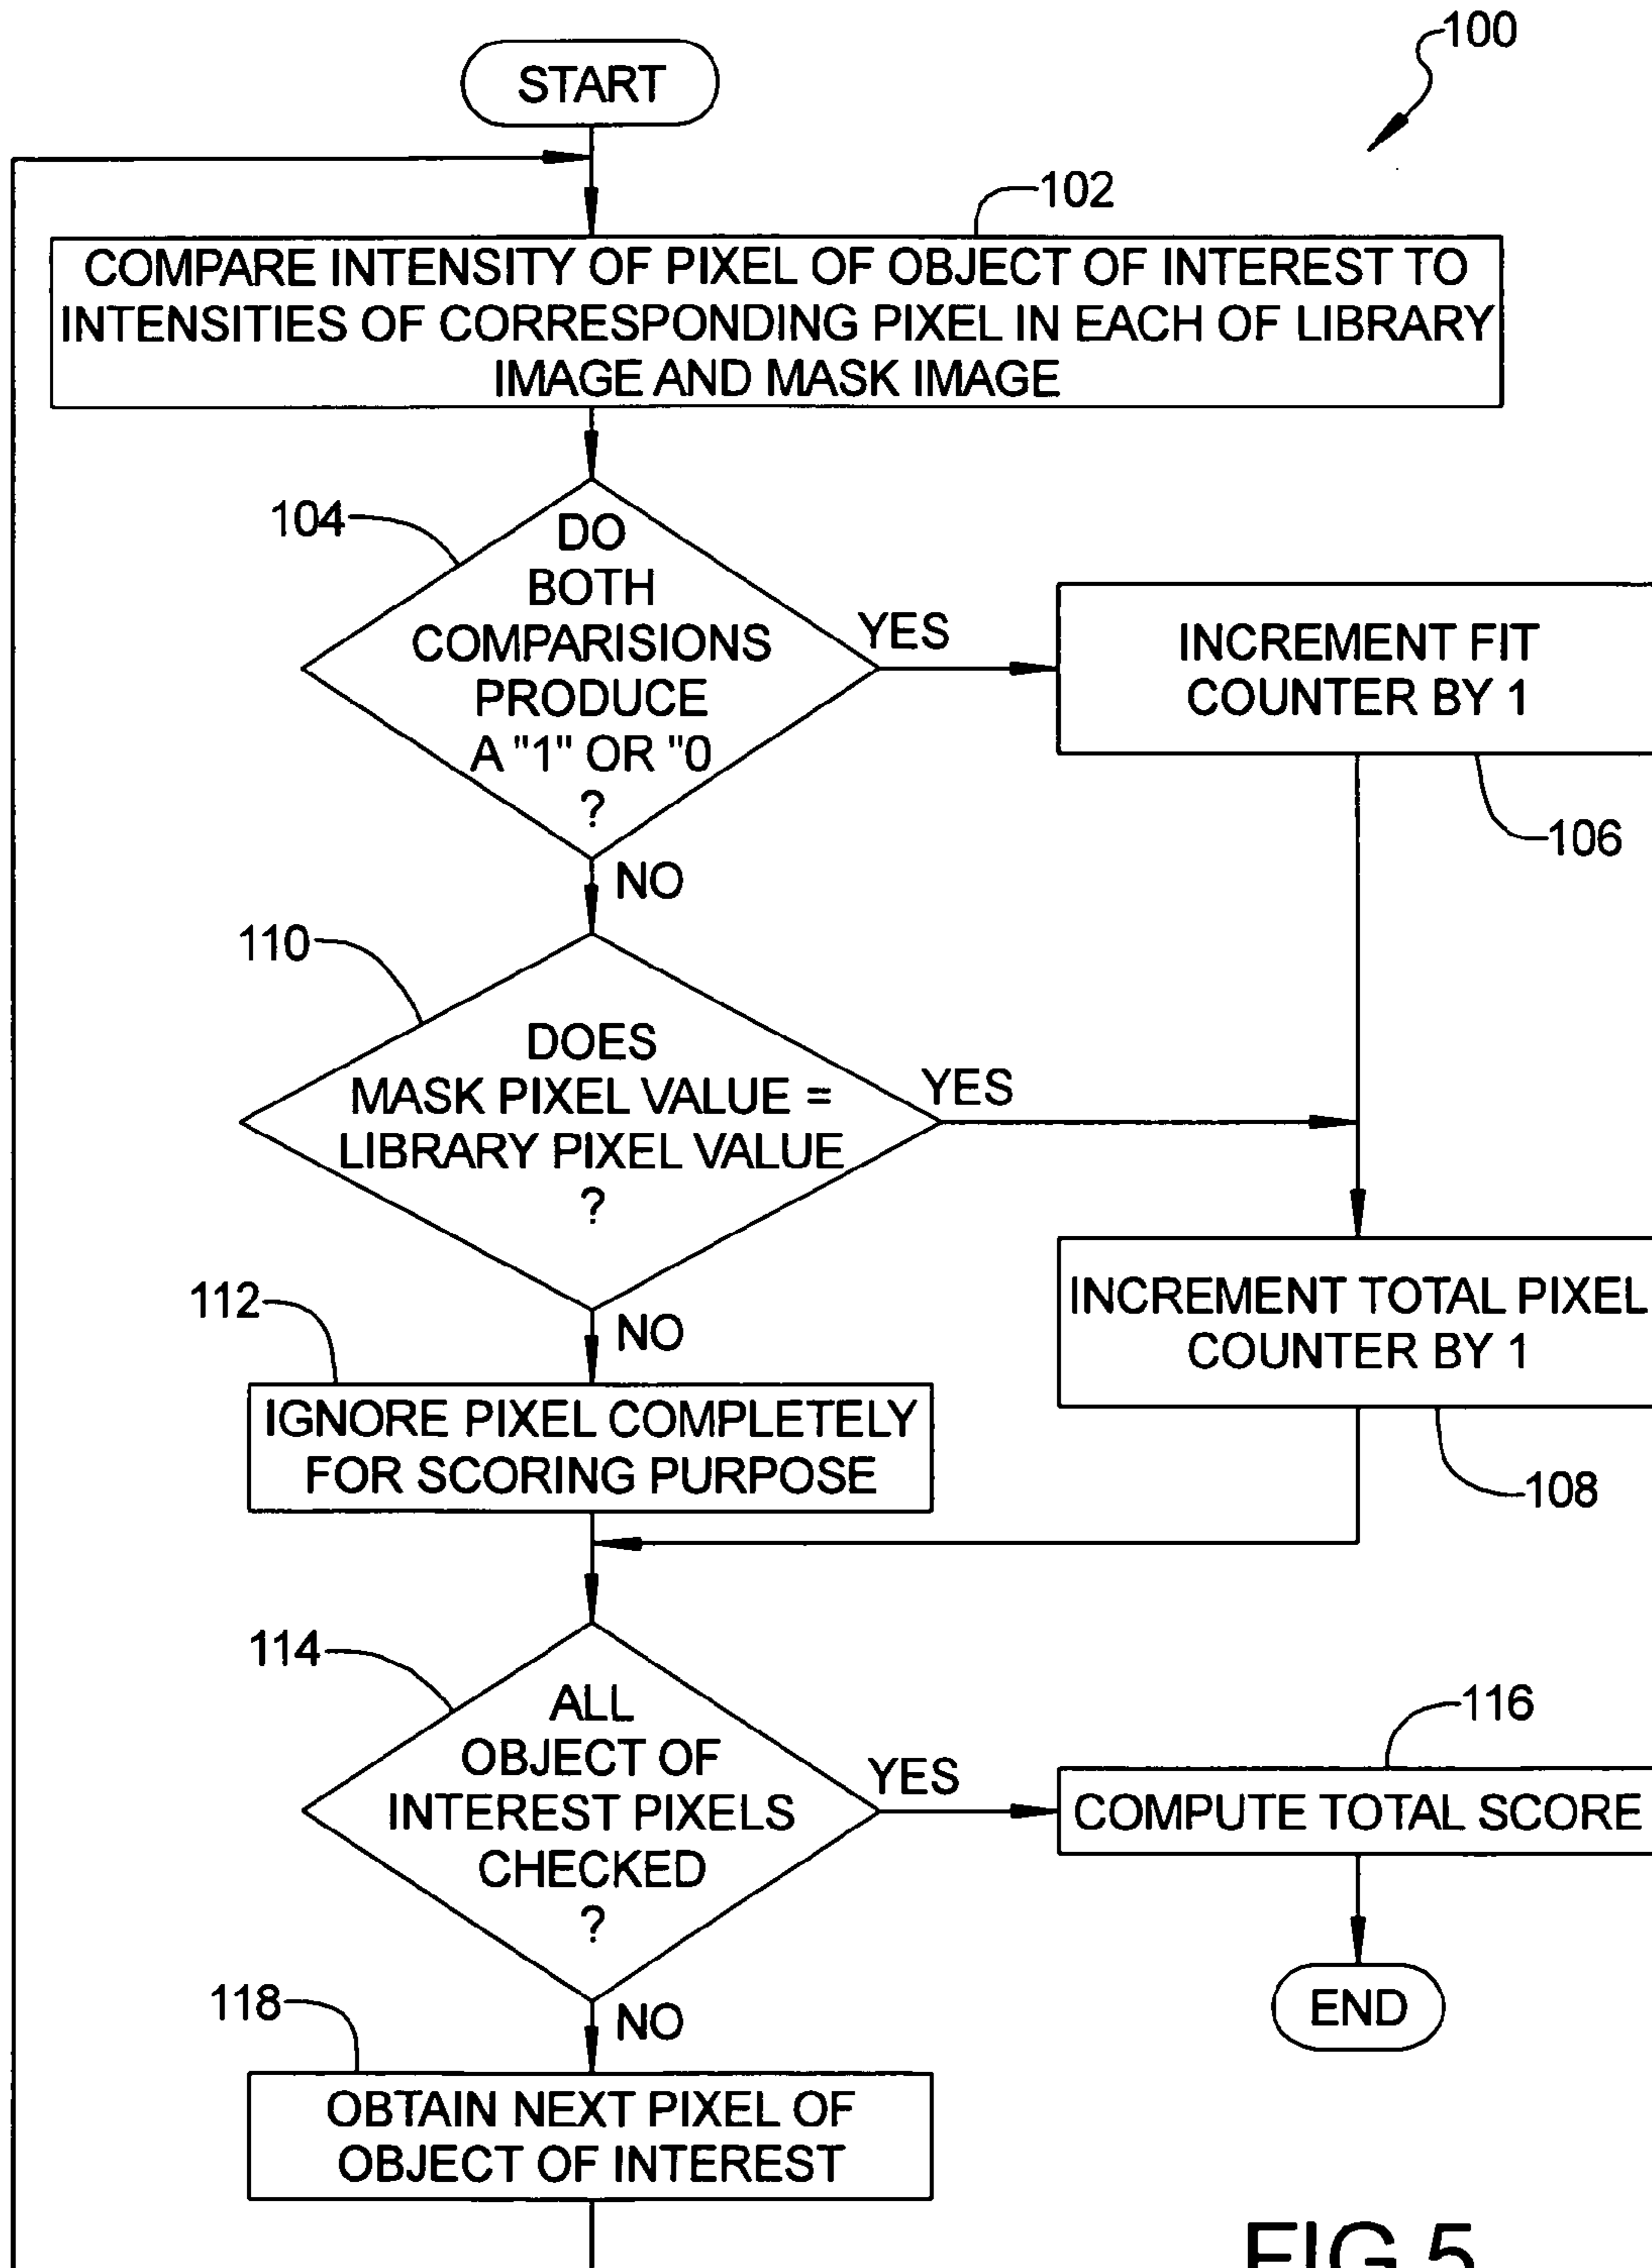 100
START
102
COMPARE INTENSITY OF PIXEL OF OBJECT OF INTEREST TO
INTENSITIES OF CORRESPONDING PIXEL IN EACH OF LIBRARY
IMAGE AND MASK IMAGE
104
DO
BOTH
COMPARISIONS
PRODUCE
A "1" OR "0
?
YES
INCREMENT FIT
COUNTER BY 1
106
NO
110
DOES
MASK PIXEL VALUE =
LIBRARY PIXEL VALUE
?
YES
INCREMENT TOTAL PIXEL
COUNTER BY 1
108
NO
112
IGNORE PIXEL COMPLETELY
FOR SCORING PURPOSE
114
ALL
OBJECT OF
INTEREST PIXELS
CHECKED
?
YES
116
COMPUTE TOTAL SCORE
END
NO
118
OBTAIN NEXT PIXEL OF
OBJECT OF INTEREST
FIG 5